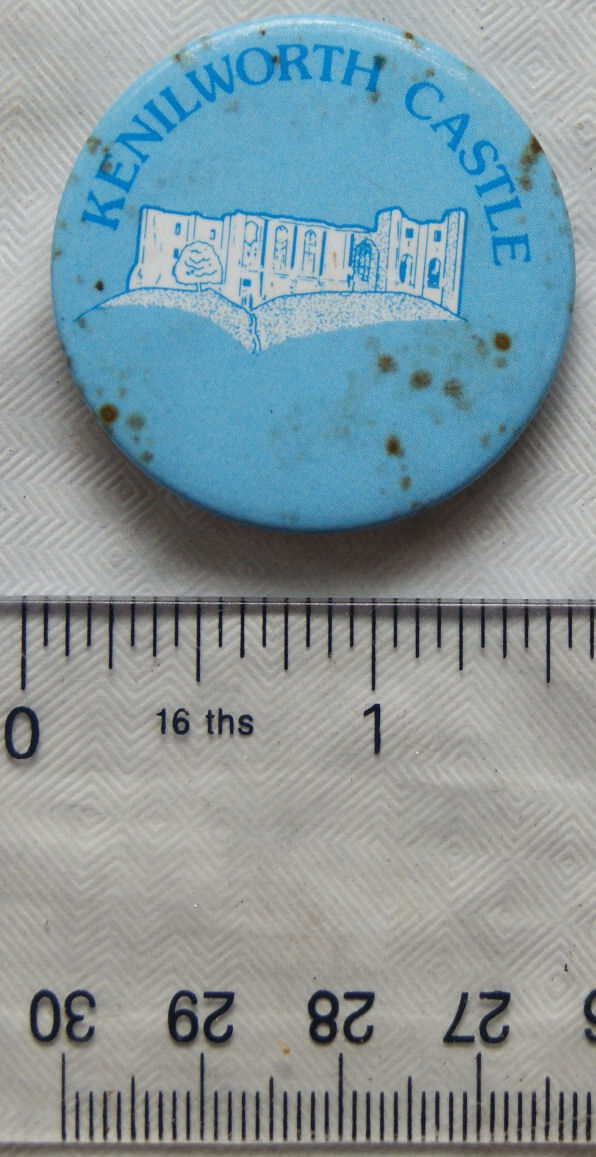 KENILWORTH CASTLE
0 16 ths 1
30 29 28 27